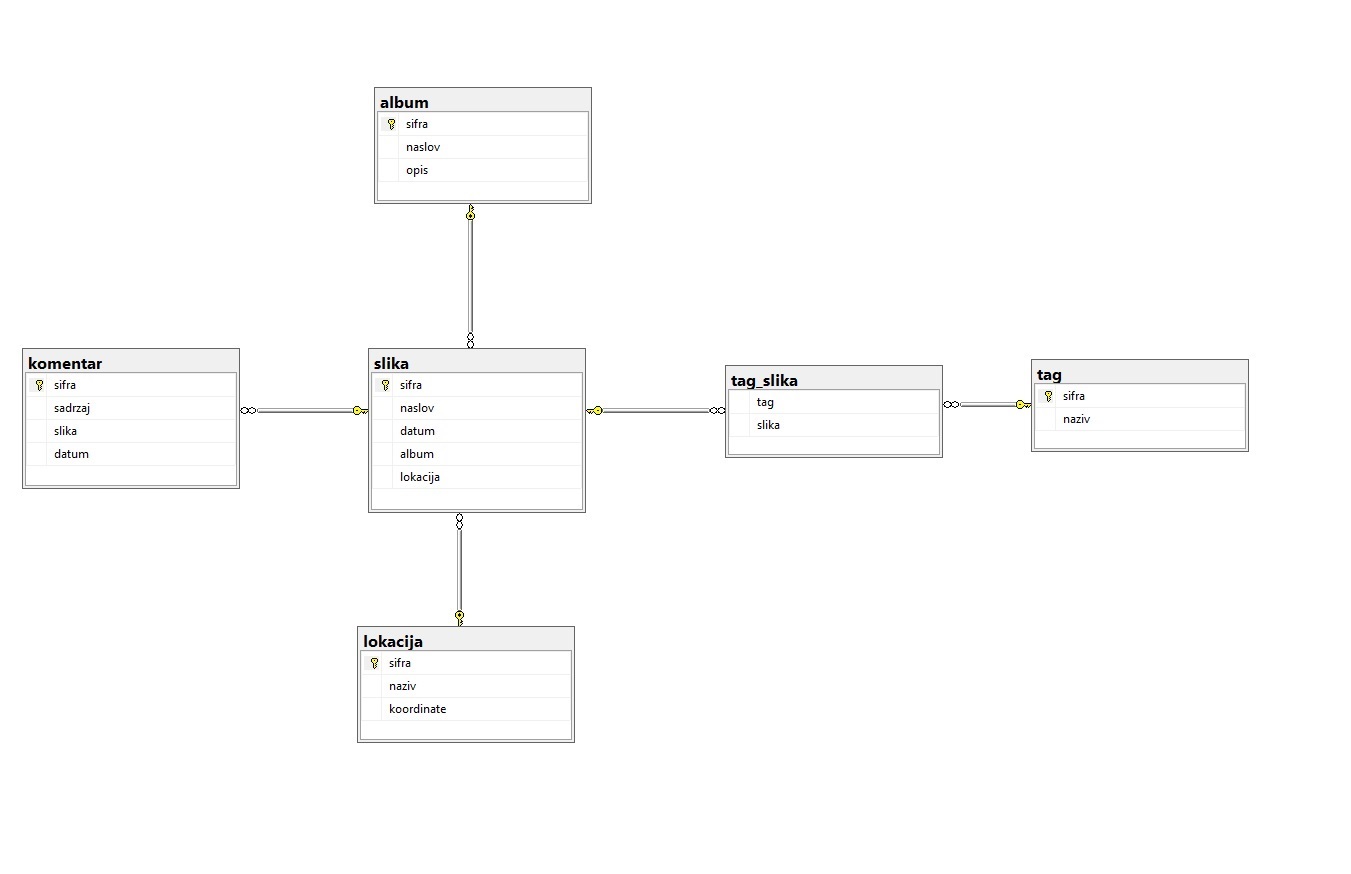 album
sifra
naslov
opis
komentar
sifra
sadrzaj
slika
datum
slika
sifra
naslov
datum
album
lokacija
tag_slika
tag
slika
tag
sifra
naziv
lokacija
sifra
naziv
koordinate